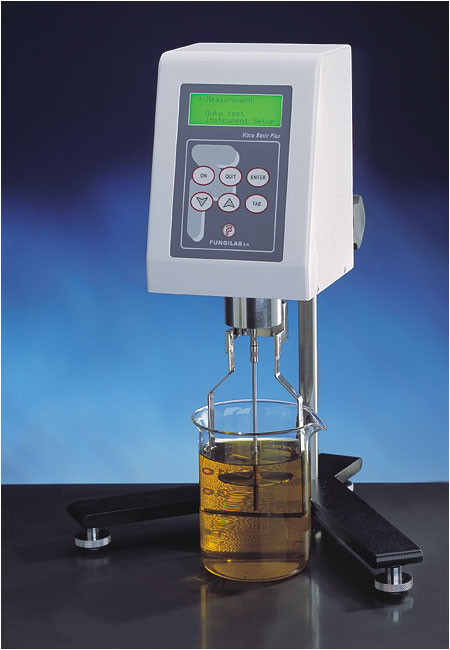 Measurement
Auto test
Instrument Setup
Visco Basic Plus
ON
QUIT
ENTER
TAB
FUNGILAB S.A.